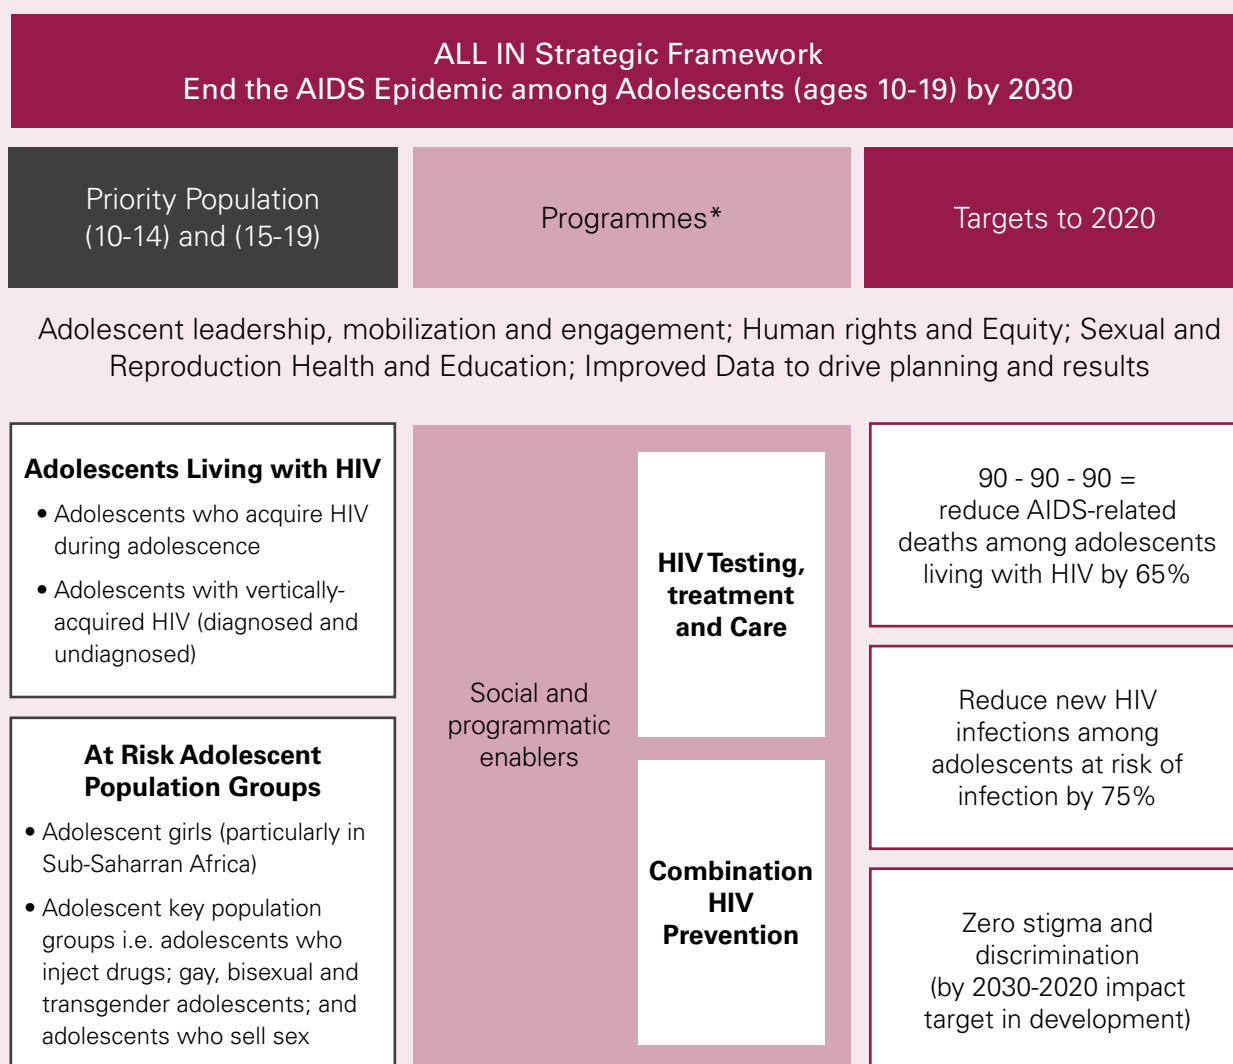 ALL IN Strategic Framework
End the AIDS Epidemic among Adolescents (ages 10-19) by 2030
Priority Population
(10-14) and (15-19)
Programmes*
Targets to 2020
Adolescent leadership, mobilization and engagement; Human rights and Equity; Sexual and
Reproduction Health and Education; Improved Data to drive planning and results
Adolescents Living with HIV
• Adolescents who acquire HIV
during adolescence
• Adolescents with vertically-
acquired HIV (diagnosed and
undiagnosed)
At Risk Adolescent
Population Groups
• Adolescent girls (particularly in
Sub-Saharran Africa)
• Adolescent key population
groups i.e. adolescents who
inject drugs; gay, bisexual and
transgender adolescents; and
adolescents who sell sex
Social and
programmatic
enablers
HIV Testing,
treatment
and Care
Combination
HIV
Prevention
90 - 90 - 90 =
reduce AIDS-related
deaths among adolescents
living with HIV by 65%
Reduce new HIV
infections among
adolescents at risk of
infection by 75%
Zero stigma and
discrimination
(by 2030-2020 impact
target in development)